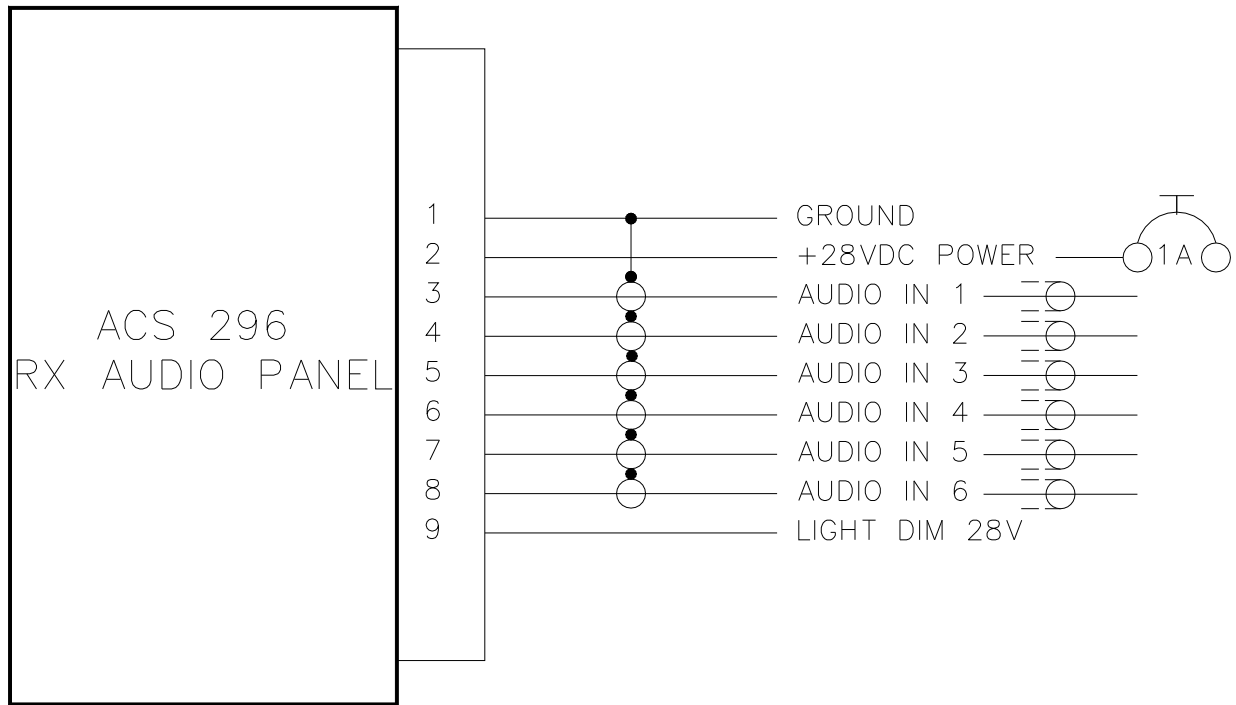 ACS 296
RX AUDIO PANEL
1 GROUND
2 +28VDC POWER 1A
3 AUDIO IN 1
4 AUDIO IN 2
5 AUDIO IN 3
6 AUDIO IN 4
7 AUDIO IN 5
8 AUDIO IN 6
9 LIGHT DIM 28V